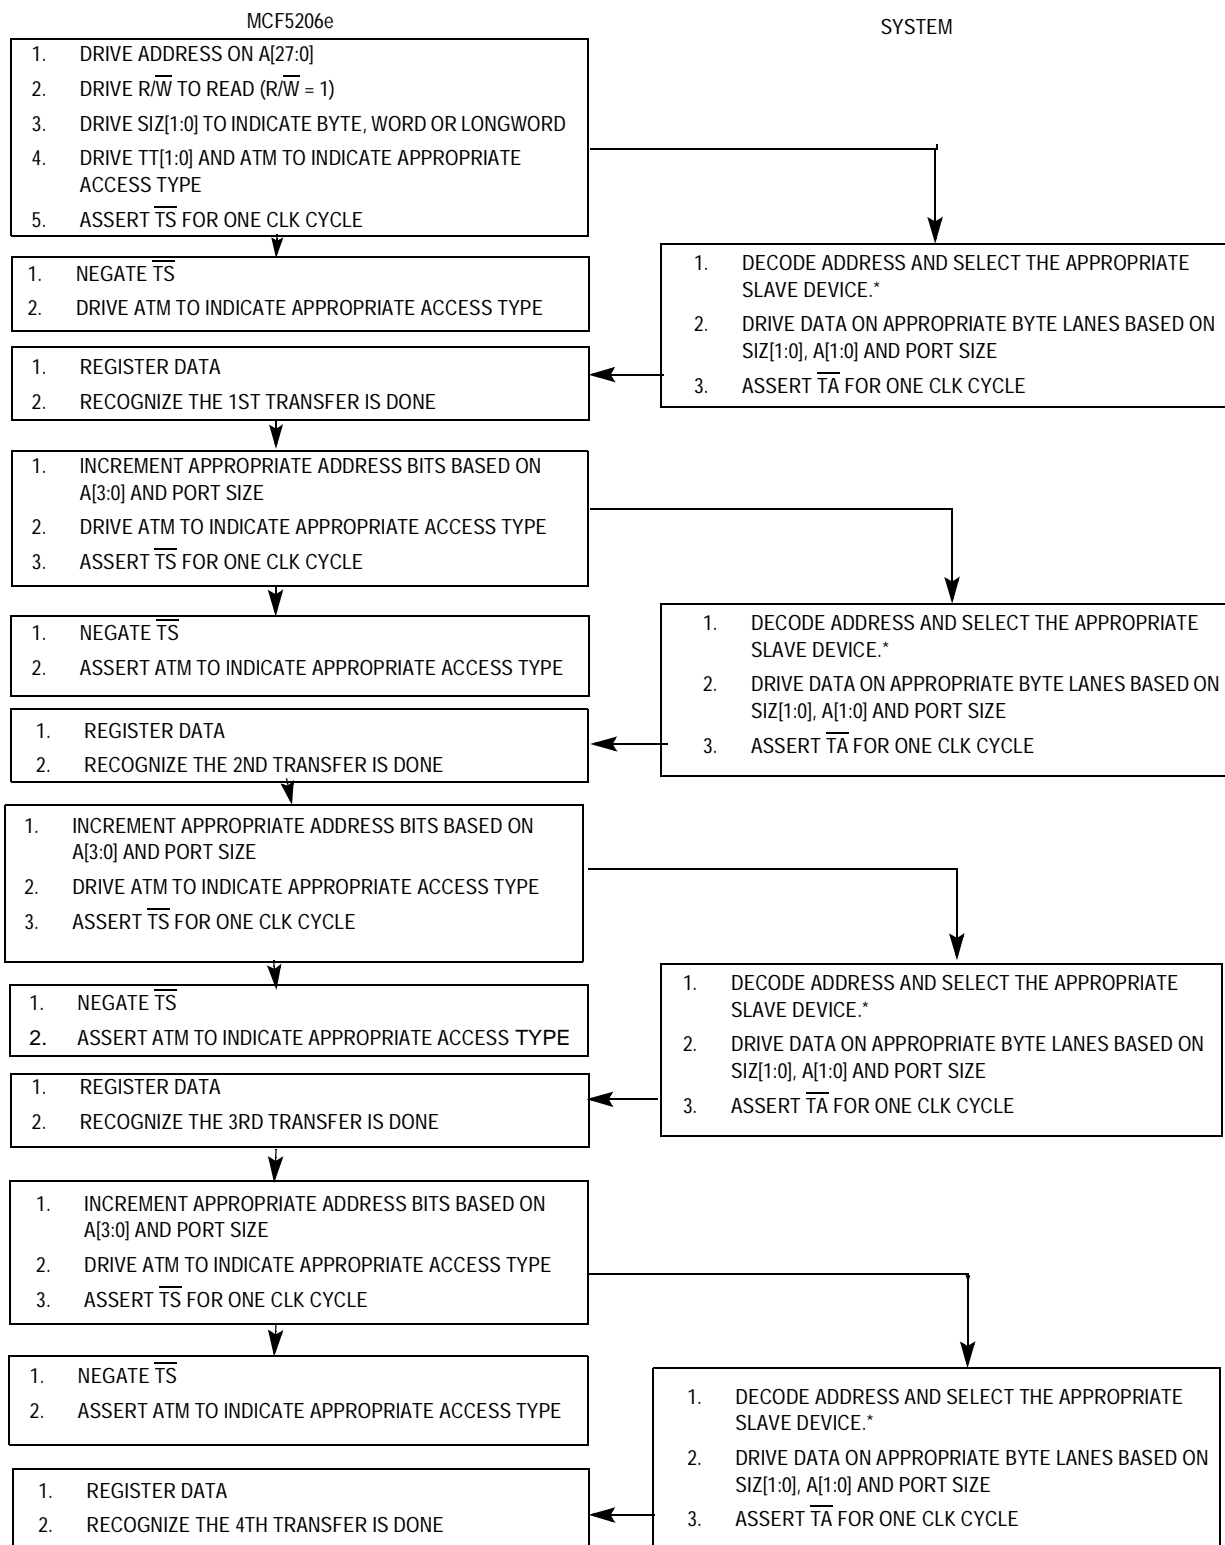 MCF5206e
SYSTEM
1. DRIVE ADDRESS ON A[27:0]
2. DRIVE R/W̅ TO READ (R/W̅ = 1)
3. DRIVE SIZ[1:0] TO INDICATE BYTE, WORD OR LONGWORD
4. DRIVE TT[1:0] AND ATM TO INDICATE APPROPRIATE
ACCESS TYPE
5. ASSERT T̅S̅ FOR ONE CLK CYCLE
1. NEGATE T̅S̅
2. DRIVE ATM TO INDICATE APPROPRIATE ACCESS TYPE
1. DECODE ADDRESS AND SELECT THE APPROPRIATE
SLAVE DEVICE.*
2. DRIVE DATA ON APPROPRIATE BYTE LANES BASED ON
SIZ[1:0], A[1:0] AND PORT SIZE
3. ASSERT T̅A̅ FOR ONE CLK CYCLE
1. REGISTER DATA
2. RECOGNIZE THE 1ST TRANSFER IS DONE
1. INCREMENT APPROPRIATE ADDRESS BITS BASED ON
A[3:0] AND PORT SIZE
2. DRIVE ATM TO INDICATE APPROPRIATE ACCESS TYPE
3. ASSERT T̅S̅ FOR ONE CLK CYCLE
1. NEGATE T̅S̅
2. ASSERT ATM TO INDICATE APPROPRIATE ACCESS TYPE
1. DECODE ADDRESS AND SELECT THE APPROPRIATE
SLAVE DEVICE.*
2. DRIVE DATA ON APPROPRIATE BYTE LANES BASED ON
SIZ[1:0], A[1:0] AND PORT SIZE
3. ASSERT T̅A̅ FOR ONE CLK CYCLE
1. REGISTER DATA
2. RECOGNIZE THE 2ND TRANSFER IS DONE
1. INCREMENT APPROPRIATE ADDRESS BITS BASED ON
A[3:0] AND PORT SIZE
2. DRIVE ATM TO INDICATE APPROPRIATE ACCESS TYPE
3. ASSERT T̅S̅ FOR ONE CLK CYCLE
1. NEGATE T̅S̅
2. ASSERT ATM TO INDICATE APPROPRIATE ACCESS TYPE
1. DECODE ADDRESS AND SELECT THE APPROPRIATE
SLAVE DEVICE.*
2. DRIVE DATA ON APPROPRIATE BYTE LANES BASED ON
SIZ[1:0], A[1:0] AND PORT SIZE
3. ASSERT T̅A̅ FOR ONE CLK CYCLE
1. REGISTER DATA
2. RECOGNIZE THE 3RD TRANSFER IS DONE
1. INCREMENT APPROPRIATE ADDRESS BITS BASED ON
A[3:0] AND PORT SIZE
2. DRIVE ATM TO INDICATE APPROPRIATE ACCESS TYPE
3. ASSERT T̅S̅ FOR ONE CLK CYCLE
1. NEGATE T̅S̅
2. ASSERT ATM TO INDICATE APPROPRIATE ACCESS TYPE
1. DECODE ADDRESS AND SELECT THE APPROPRIATE
SLAVE DEVICE.*
2. DRIVE DATA ON APPROPRIATE BYTE LANES BASED ON
SIZ[1:0], A[1:0] AND PORT SIZE
3. ASSERT T̅A̅ FOR ONE CLK CYCLE
1. REGISTER DATA
2. RECOGNIZE THE 4TH TRANSFER IS DONE